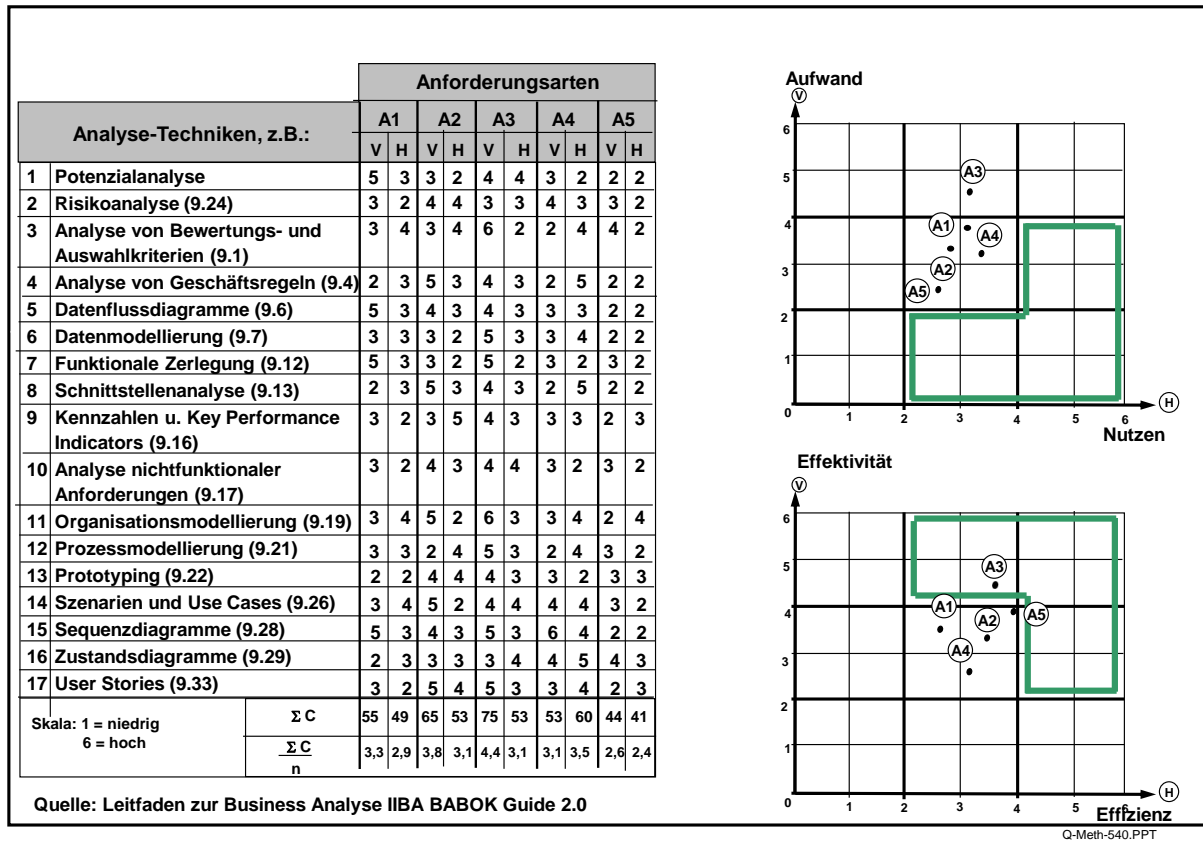 Anforderungsarten
Analyse-Techniken, z.B.:
A1 A2 A3 A4 A5
V H V H V H V H V H
1 Potenzialanalyse 5 3 3 2 4 4 3 2 2 2
2 Risikoanalyse (9.24) 3 2 4 4 3 3 4 3 3 2
3 Analyse von Bewertungs- und 3 4 3 4 6 2 2 4 4 2
Auswahlkriterien (9.1)
4 Analyse von Geschäftsregeln (9.4) 2 3 5 3 4 3 2 5 2 2
5 Datenflussdiagramme (9.6) 5 3 4 3 4 3 3 3 2 2
6 Datenmodellierung (9.7) 3 3 3 2 5 3 3 4 2 2
7 Funktionale Zerlegung (9.12) 5 3 3 2 5 2 3 2 3 2
8 Schnittstellenanalyse (9.13) 2 3 5 3 4 3 2 5 2 2
9 Kennzahlen u. Key Performance 3 2 3 5 4 3 3 3 2 3
Indicators (9.16)
10 Analyse nichtfunktionaler 3 2 4 3 4 4 3 2 3 2
Anforderungen (9.17)
11 Organisationsmodellierung (9.19) 3 4 5 2 6 3 3 4 2 4
12 Prozessmodellierung (9.21) 3 3 2 4 5 3 2 4 3 2
13 Prototyping (9.22) 2 2 4 4 4 3 3 2 3 3
14 Szenarien und Use Cases (9.26) 3 4 5 2 4 4 4 4 3 2
15 Sequenzdiagramme (9.28) 5 3 4 3 5 3 6 4 2 2
16 Zustandsdiagramme (9.29) 2 3 3 3 3 4 4 5 4 3
17 User Stories (9.33) 3 2 5 4 5 3 3 4 2 3
Skala: 1 = niedrig
6 = hoch
Σ C 55 49 65 53 75 53 53 60 44 41
Σ C
n
3,3 2,9 3,8 3,1 4,4 3,1 3,1 3,5 2,6 2,4
Quelle: Leitfaden zur Business Analyse IIBA BABOK Guide 2.0
Aufwand
V
6
5
4
3
2
1
0
A3
A1
A4
A2
A5
1 2 3 4 5 6
H
Nutzen
Effektivität
V
6
5
4
3
2
1
0
A3
A1
A2
A5
A4
1 2 3 4 5 6
H
Effizienz
Q-Meth-540.PPT